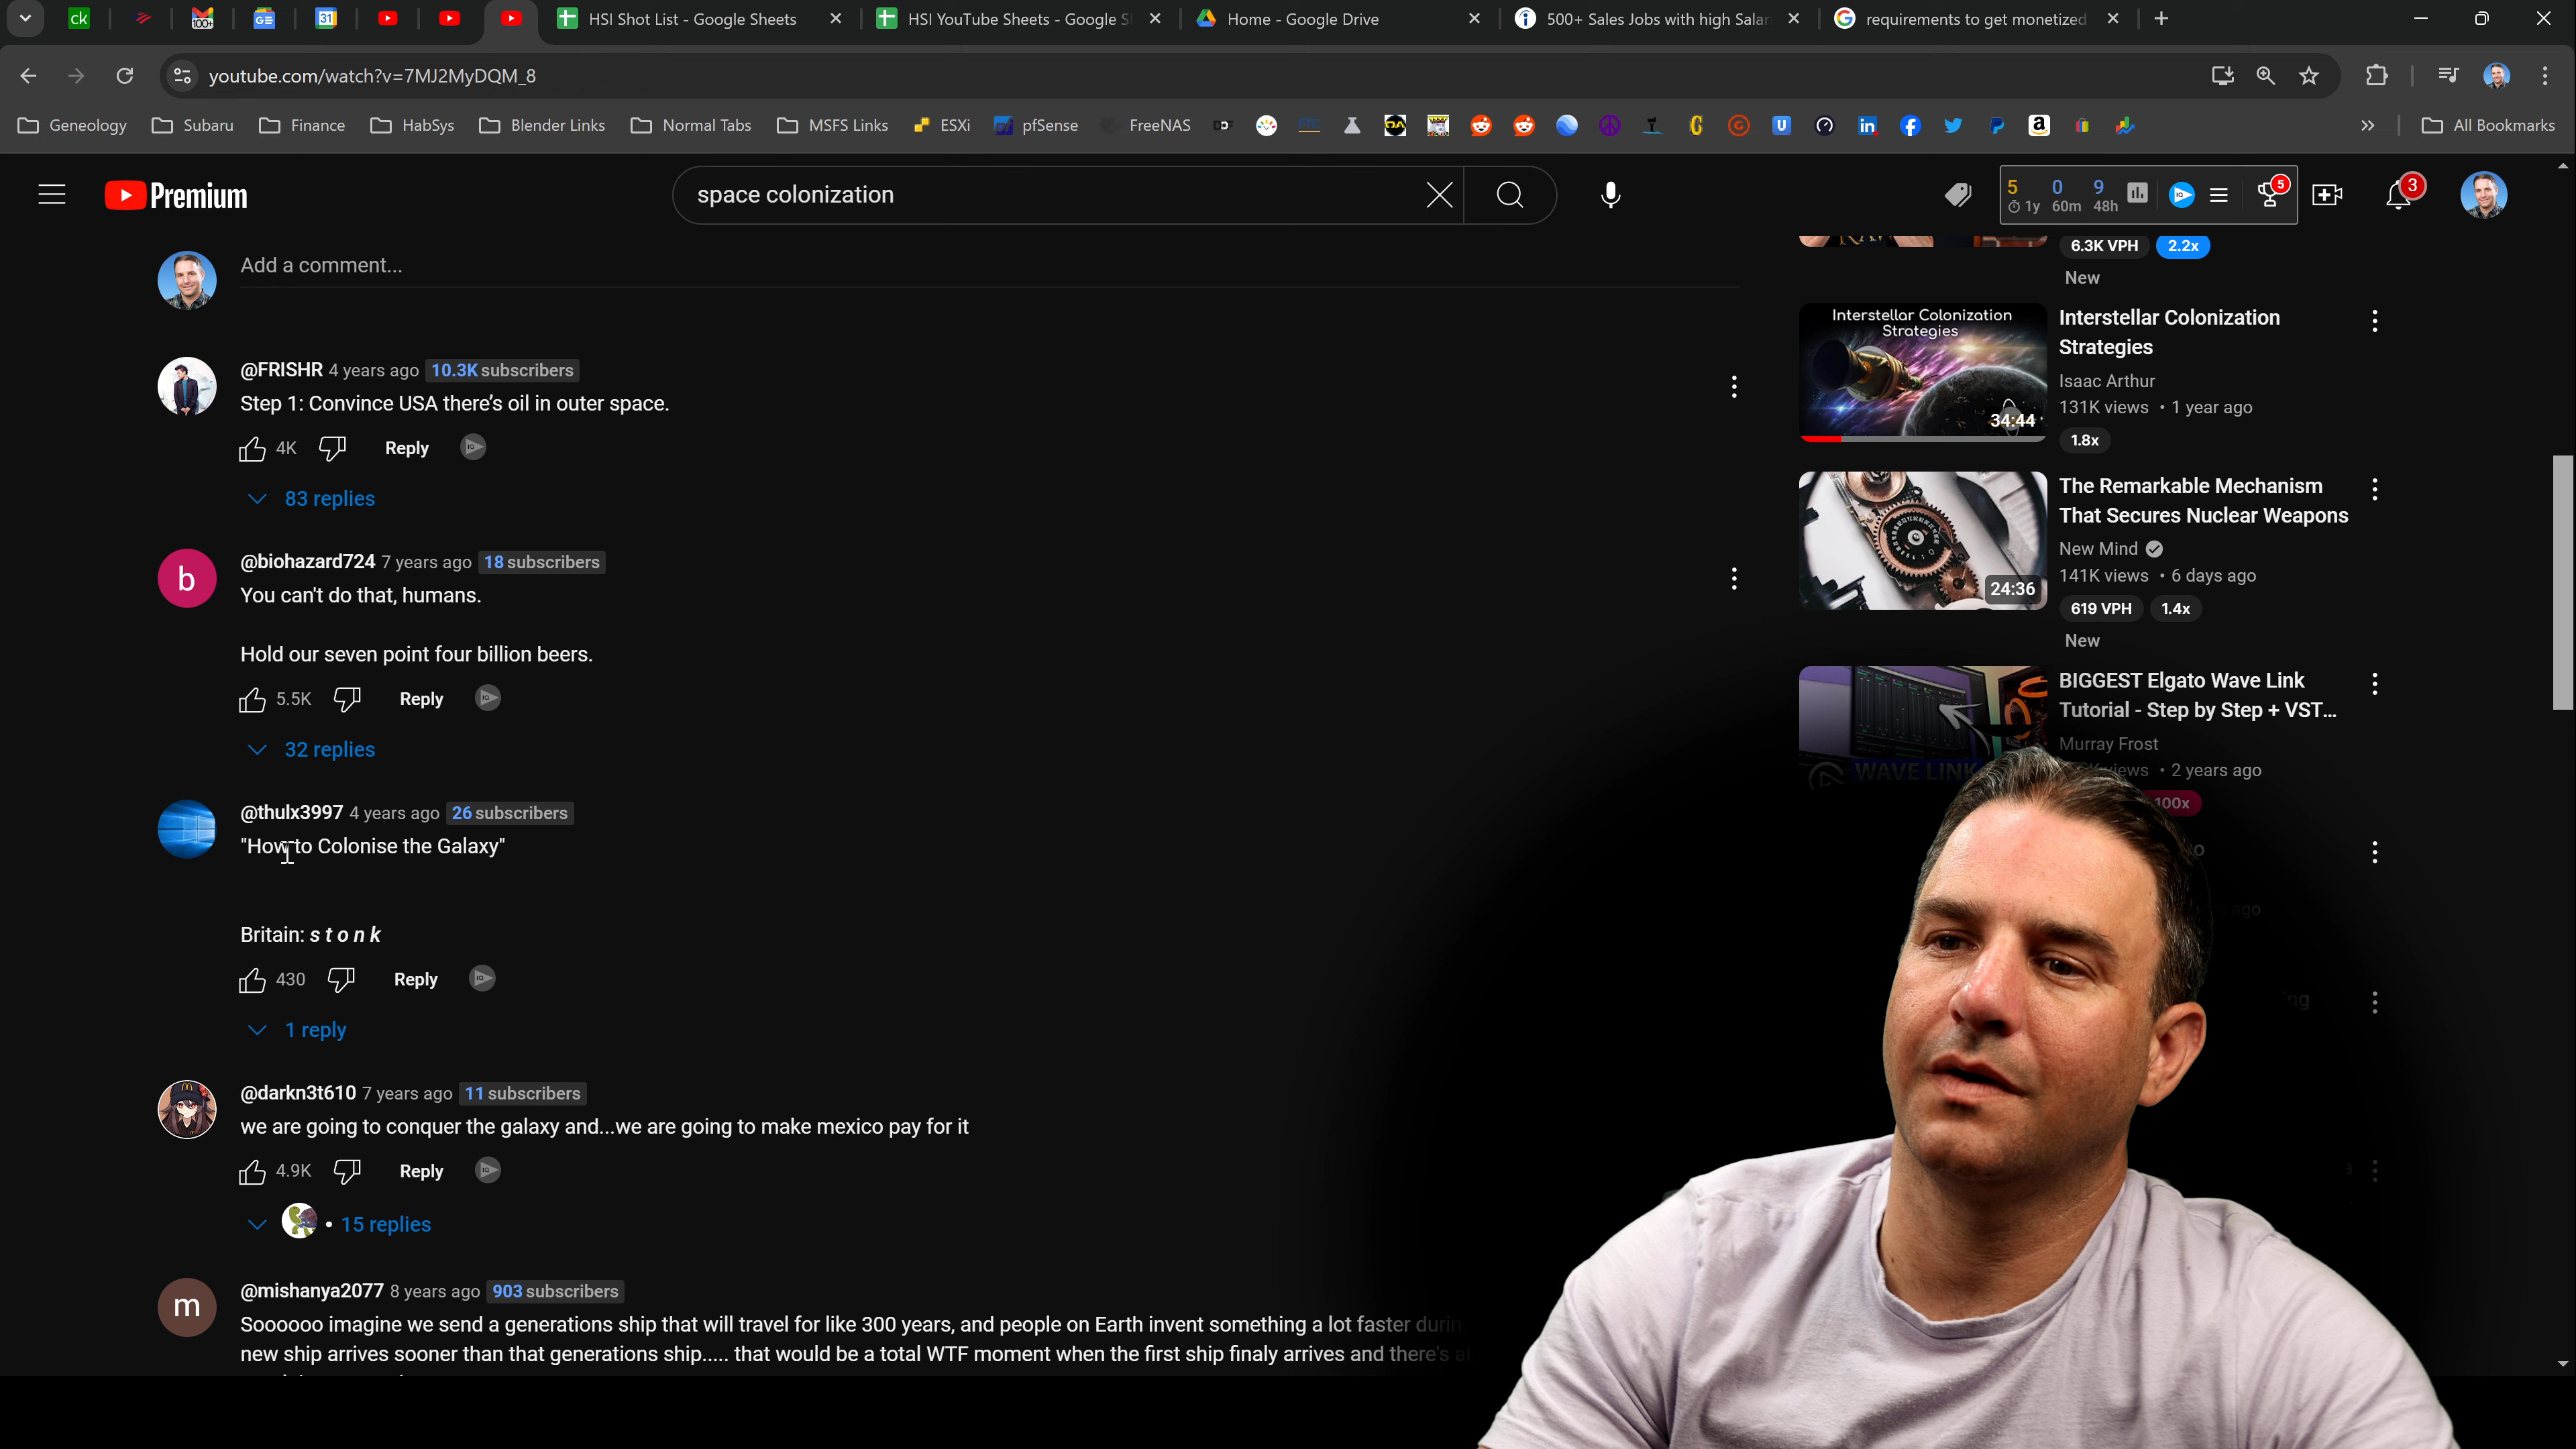 HSI Shot List - Google Sheets
HSI YouTube Sheets - Google S
Home - Google Drive
500+ Sales Jobs with high Salar
requirements to get monetized
youtube.com/watch?v=7MJ2MyDQM_8
Geneology
Subaru
Finance
HabSys
Blender Links
Normal Tabs
MSFS Links
ESXi
pfSense
FreeNAS
All Bookmarks
Premium
space colonization
5 0 9
1y 60m 48h
5
3
Add a comment...
@FRISHR 4 years ago 10.3K subscribers
Step 1: Convince USA there’s oil in outer space.
4K Reply
83 replies
@biohazard724 7 years ago 18 subscribers
You can't do that, humans.
Hold our seven point four billion beers.
5.5K Reply
32 replies
@thulx3997 4 years ago 26 subscribers
"How to Colonise the Galaxy"
Britain: s t o n k
430 Reply
1 reply
@darkn3t610 7 years ago 11 subscribers
we are going to conquer the galaxy and...we are going to make mexico pay for it
4.9K Reply
15 replies
@mishanya2077 8 years ago 903 subscribers
Soooooo imagine we send a generations ship that will travel for like 300 years, and people on Earth invent something a lot faster durin
new ship arrives sooner than that generations ship..... that would be a total WTF moment when the first ship finaly arrives and there's a
6.3K VPH 2.2x
New
Interstellar Colonization
Strategies
34:44
Interstellar Colonization
Strategies
Isaac Arthur
131K views • 1 year ago
1.8x
24:36
The Remarkable Mechanism
That Secures Nuclear Weapons
New Mind
141K views • 6 days ago
619 VPH 1.4x
New
WAVE LINK
BIGGEST Elgato Wave Link
Tutorial - Step by Step + VST...
Murray Frost
views • 2 years ago
100x
ago